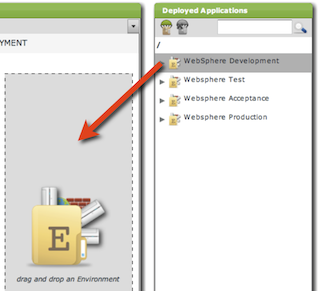 YMENT
E
drag and drop an Environment
Deployed Applications
/
WebSphere Development
Websphere Test
Websphere Acceptance
Websphere Production